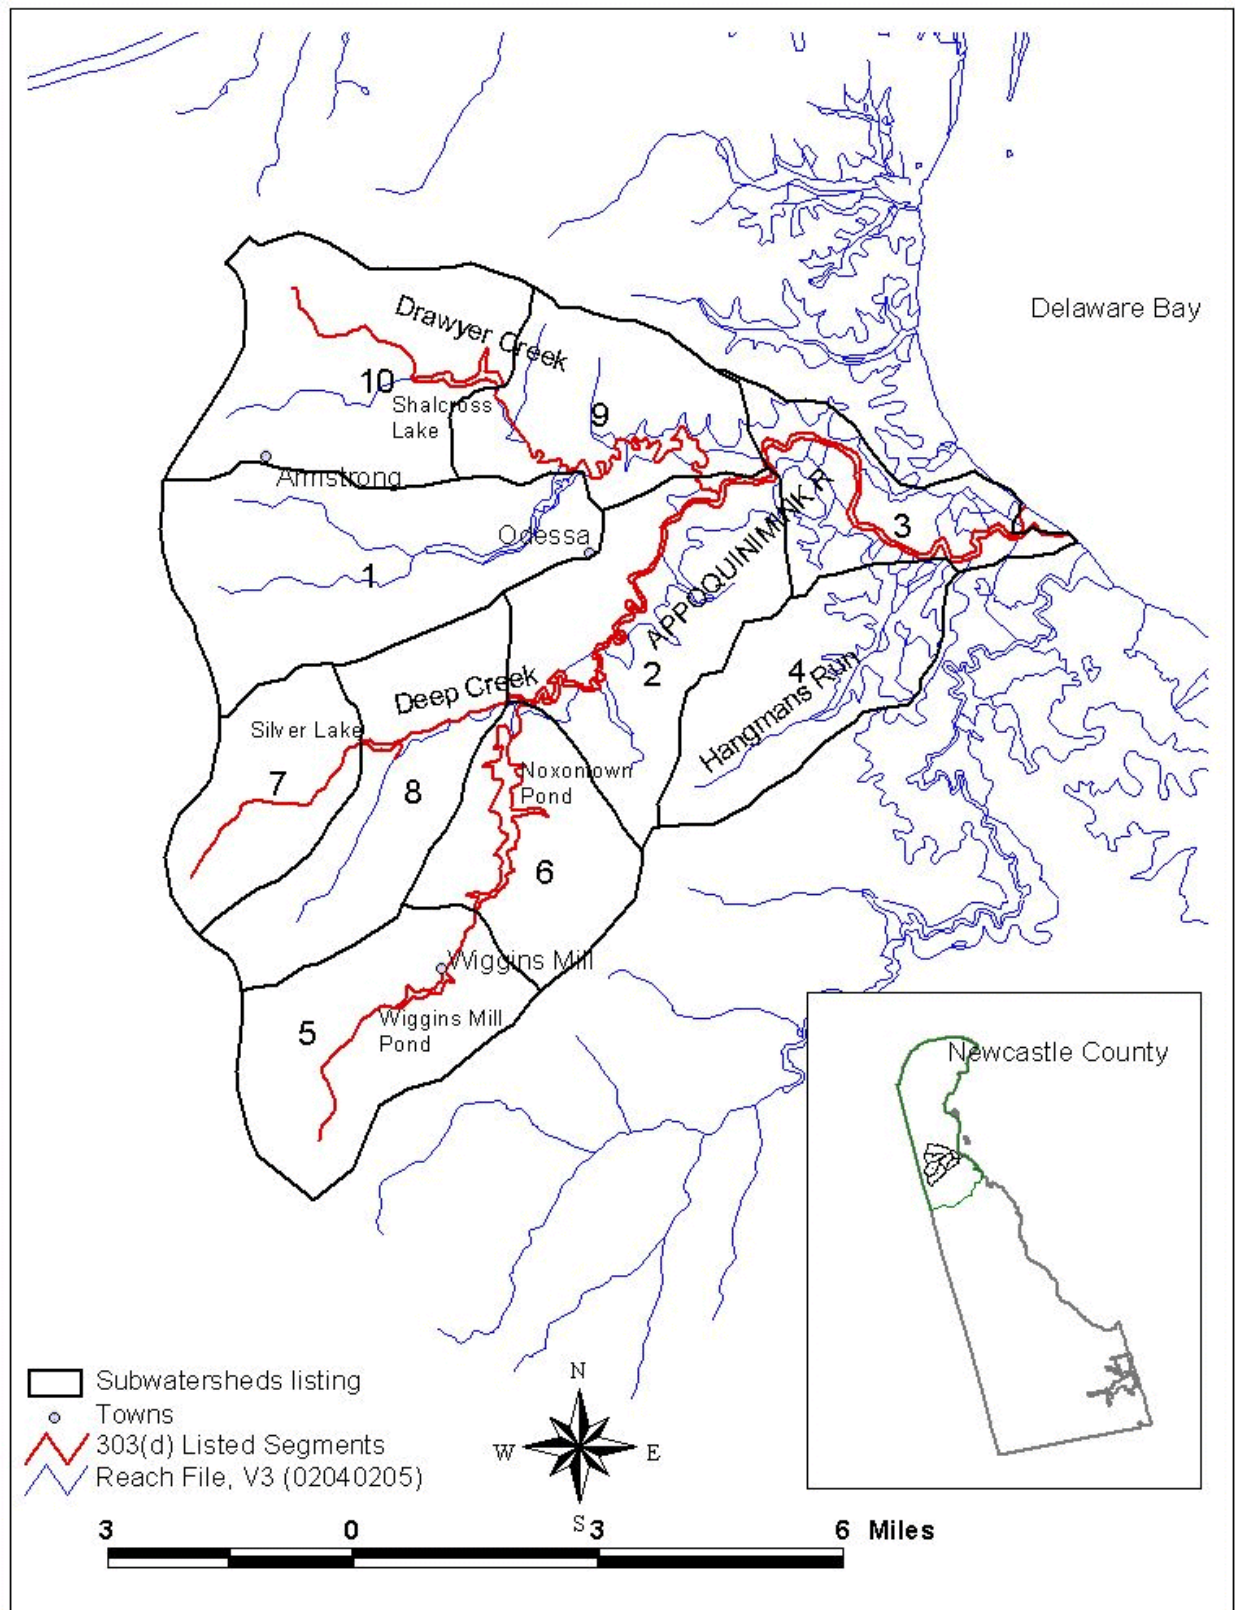 Delaware Bay
Drawyer Creek
10
Shalcross
Lake
9
Armstrong
Odessa
3
1
APPOQUINIMINK R
2
4
Hangmans Run
Deep Creek
Silver Lake
7
8
Noxontown
Pond
6
Wiggins Mill
5
Wiggins Mill
Pond
Newcastle County
Subwatersheds listing
Towns
303(d) Listed Segments
Reach File, V3 (02040205)
N
W E
S
3 0 3 6 Miles